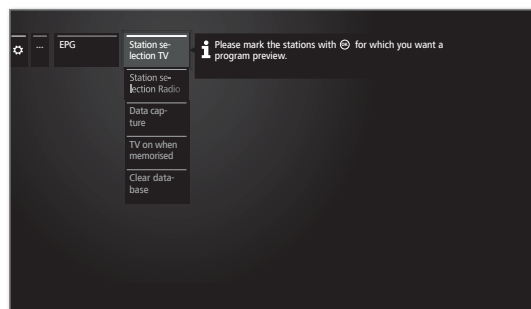 ...
EPG
Station se-
lection TV
Please mark the stations with OK for which you want a
program preview.
Station se-
lection Radio
Data cap-
ture
TV on when
memorised
Clear data-
base